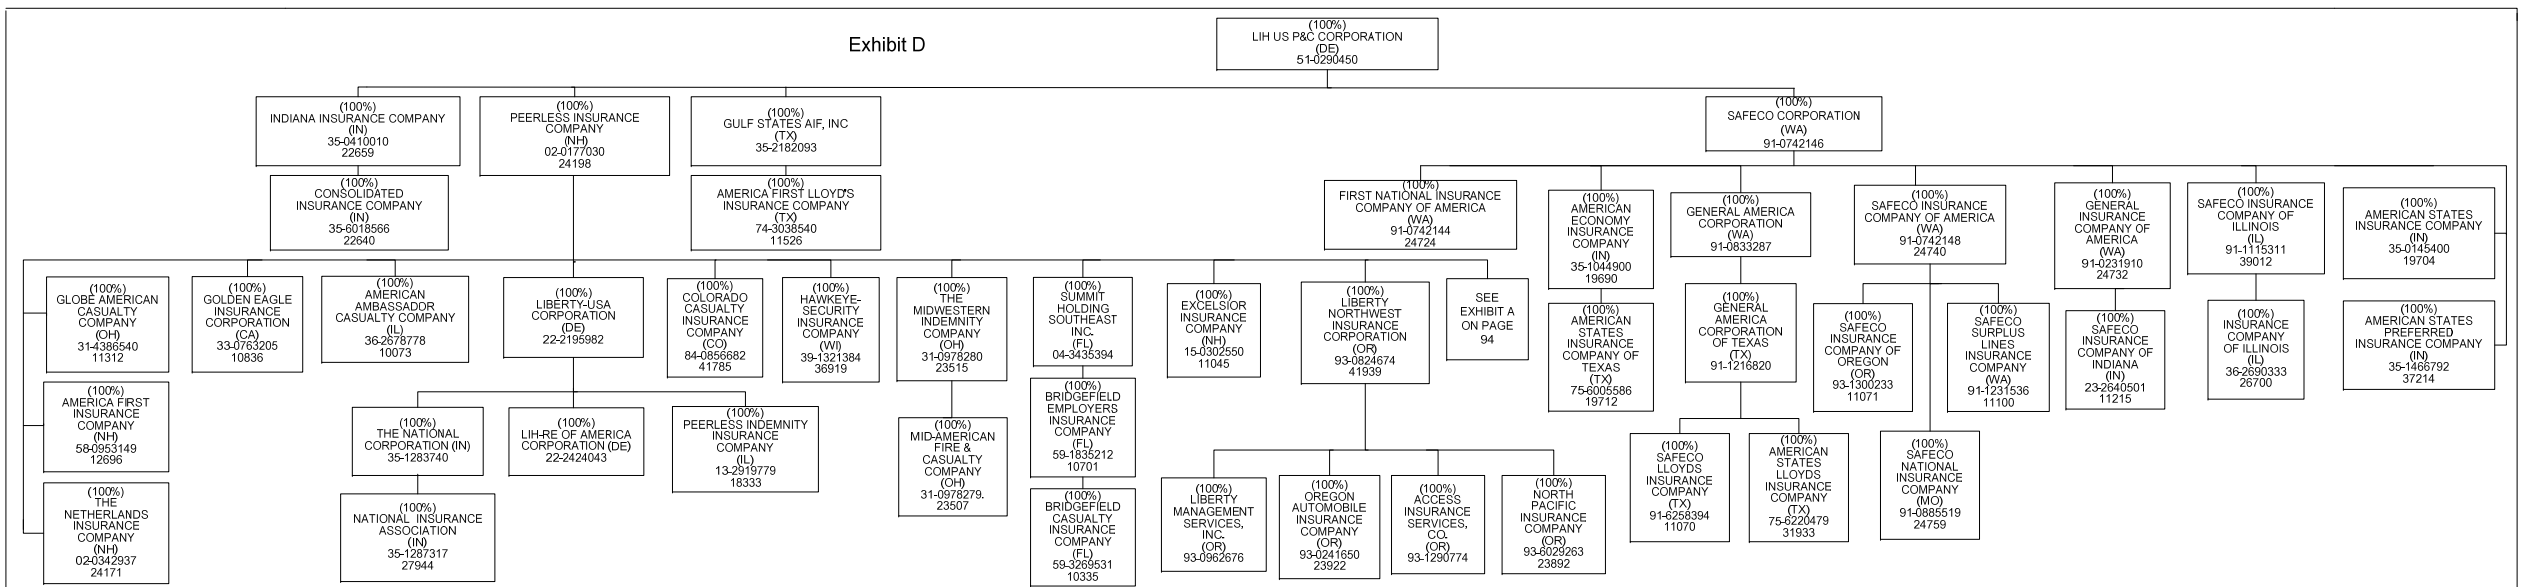 Exhibit D
(100%)
LIH US P&C CORPORATION
(DE)
51-0290450
(100%)
INDIANA INSURANCE COMPANY
(IN)
35-0410010
22659
(100%)
PEERLESS INSURANCE
COMPANY
(NH)
02-0177030
24198
(100%)
GULF STATES AIF, INC
(TX)
35-2182093
(100%)
SAFECO CORPORATION
(WA)
91-0742146
(100%)
CONSOLIDATED
INSURANCE COMPANY
(IN)
35-6018566
22640
(100%)
AMERICA FIRST LLOYD'S
INSURANCE COMPANY
(TX)
74-3038540
11526
(100%)
FIRST NATIONAL INSURANCE
COMPANY OF AMERICA
(WA)
91-0742144
24724
(100%)
AMERICAN
ECONOMY
INSURANCE
COMPANY
(IN)
35-1044900
19690
(100%)
GENERAL AMERICA
CORPORATION
(WA)
91-0833287
(100%)
SAFECO INSURANCE
COMPANY OF AMERICA
(WA)
91-0742148
24740
(100%)
GENERAL
INSURANCE
COMPANY OF
AMERICA
(WA)
91-0231910
24732
(100%)
SAFECO INSURANCE
COMPANY OF
ILLINOIS
(IL)
91-1115311
39012
(100%)
AMERICAN STATES
INSURANCE COMPANY
(IN)
35-0145400
19704
(100%)
GLOBE AMERICAN
CASUALTY
COMPANY
(OH)
31-4386540
11312
(100%)
GOLDEN EAGLE
INSURANCE
CORPORATION
(CA)
33-0763205
10836
(100%)
AMERICAN
AMBASSADOR
CASUALTY COMPANY
(IL)
36-2678778
10073
(100%)
LIBERTY-USA
CORPORATION
(DE)
22-2195982
(100%)
COLORADO
CASUALTY
INSURANCE
COMPANY
(CO)
84-0856682
41785
(100%)
HAWKEYE-
SECURITY
INSURANCE
COMPANY
(WI)
39-1321384
36919
(100%)
THE
MIDWESTERN
INDEMNITY
COMPANY
(OH)
31-0978280
23515
(100%)
SUMMIT
HOLDING
SOUTHEAST
INC.
(FL)
04-3435394
(100%)
EXCELSIOR
INSURANCE
COMPANY
(NH)
15-0302550
11045
(100%)
LIBERTY
NORTHWEST
INSURANCE
CORPORATION
(OR)
93-0824674
41939
SEE
EXHIBIT A
ON PAGE
94
(100%)
AMERICAN
STATES
INSURANCE
COMPANY OF
TEXAS
(TX)
75-6005586
19712
(100%)
GENERAL
AMERICA
CORPORATION
OF TEXAS
(TX)
91-1216820
(100%)
SAFECO
INSURANCE
COMPANY OF
OREGON
(OR)
93-1300233
11071
(100%)
SAFECO
SURPLUS
LINES
INSURANCE
COMPANY
(WA)
91-1231536
11100
(100%)
SAFECO
INSURANCE
COMPANY OF
INDIANA
(IN)
23-2640501
11215
(100%)
INSURANCE
COMPANY
OF ILLINOIS
(IL)
36-2690333
26700
(100%)
AMERICAN STATES
PREFERRED
INSURANCE COMPANY
(IN)
35-1466792
37214
(100%)
AMERICA FIRST
INSURANCE
COMPANY
(NH)
58-0953149
12696
(100%)
THE NATIONAL
CORPORATION (IN)
35-1283740
(100%)
LIH-RE OF AMERICA
CORPORATION (DE)
22-2424043
(100%)
PEERLESS INDEMNITY
INSURANCE
COMPANY
(IL)
13-2919779
18333
(100%)
MID-AMERICAN
FIRE &
CASUALTY
COMPANY
(OH)
31-0978279.
23507
(100%)
BRIDGEFIELD
EMPLOYERS
INSURANCE
COMPANY
(FL)
59-1835212
10701
(100%)
SAFECO
LLOYDS
INSURANCE
COMPANY
(TX)
91-6258394
11070
(100%)
AMERICAN
STATES
LLOYDS
INSURANCE
COMPANY
(TX)
75-6220479
31933
(100%)
SAFECO
NATIONAL
INSURANCE
COMPANY
(MO)
91-0885519
24759
(100%)
THE
NETHERLANDS
INSURANCE
COMPANY
(NH)
02-0342937
24171
(100%)
NATIONAL INSURANCE
ASSOCIATION
(IN)
35-1287317
27944
(100%)
BRIDGEFIELD
CASUALTY
INSURANCE
COMPANY
(FL)
59-3269531
10335
(100%)
LIBERTY
MANAGEMENT
SERVICES,
INC.
(OR)
93-0962676
(100%)
OREGON
AUTOMOBILE
INSURANCE
COMPANY
(OR)
93-0241650
23922
(100%)
ACCESS
INSURANCE
SERVICES,
CO.
(OR)
93-1290774
(100%)
NORTH
PACIFIC
INSURANCE
COMPANY
(OR)
93-6029263
23892